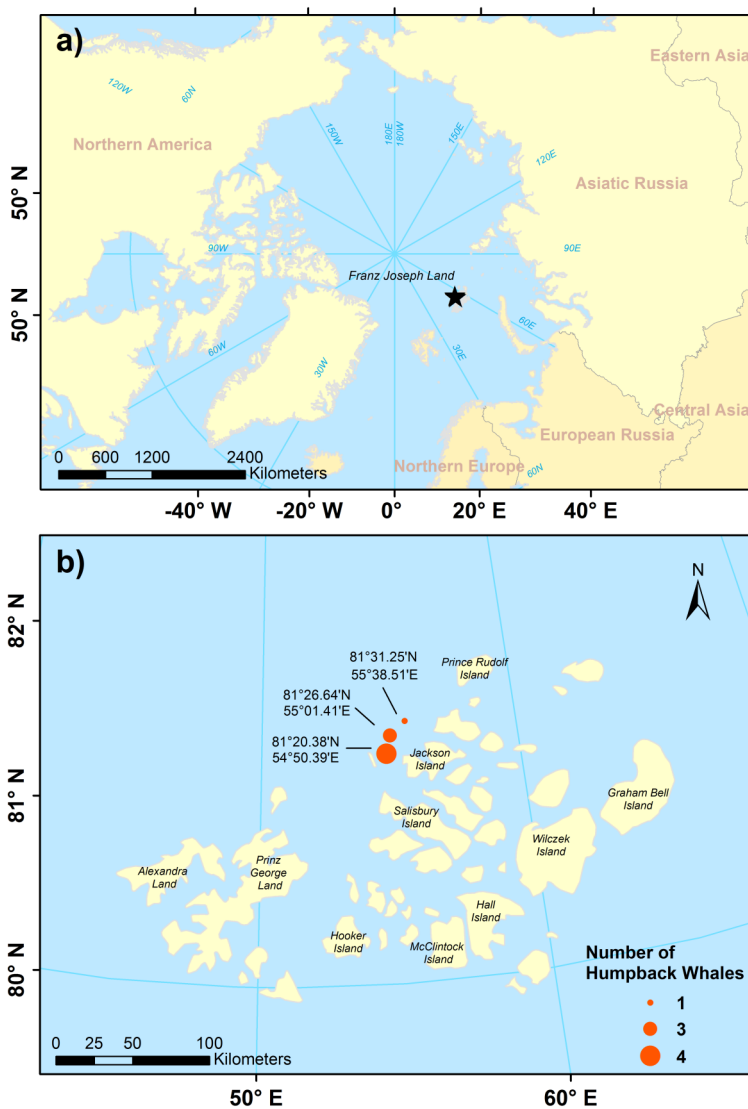 a)
Eastern Asia
120W
60N
150W
180E
180W
150E
120E
Northern America
Asiatic Russia
50° N
90W
90E
Franz Joseph Land
50° N
60W
30W
30E
60E
Central Asia
European Russia
Northern Europe
60N
0 600 1200 2400
Kilometers
-40° W -20° W 0° 20° E 40° E
b)
N
82° N
81°31.25'N
55°38.51'E
Prince Rudolf
Island
81°26.64'N
55°01.41'E
81°20.38'N
54°50.39'E
Jackson
Island
81° N
Graham Bell
Island
Salisbury
Island
Wilczek
Island
Alexandra
Land
Prinz
George
Land
Hall
Island
Hooker
Island
McClintock
Island
80° N
Number of
Humpback Whales
1
3
4
0 25 50 100
Kilometers
50° E 60° E